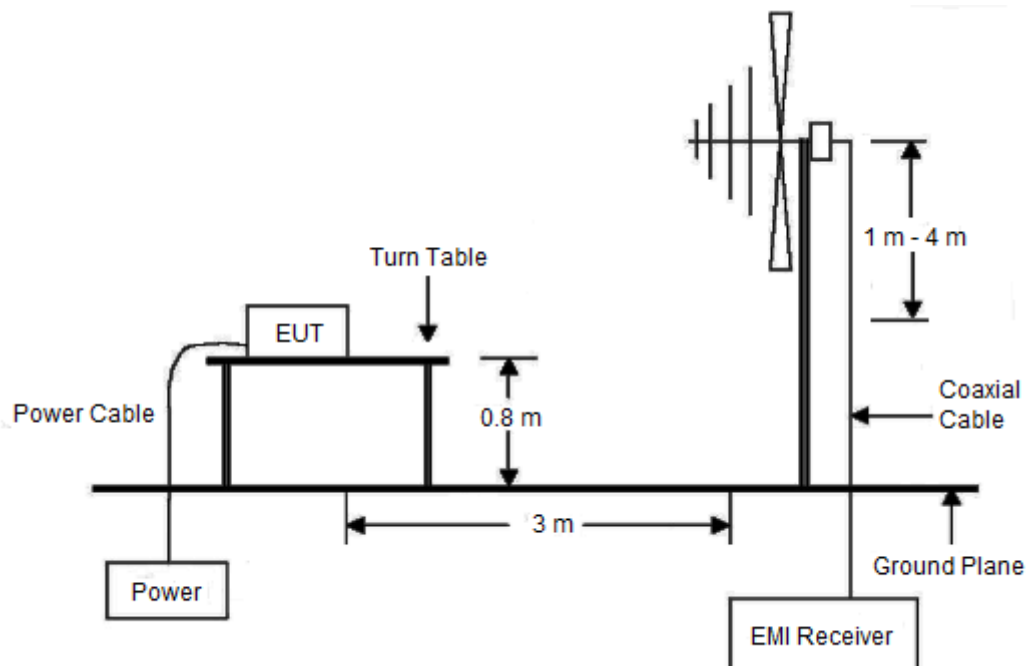 1 m - 4 m
Turn Table
EUT
Power Cable
0.8 m
Coaxial
Cable
3 m
Ground Plane
Power
EMI Receiver